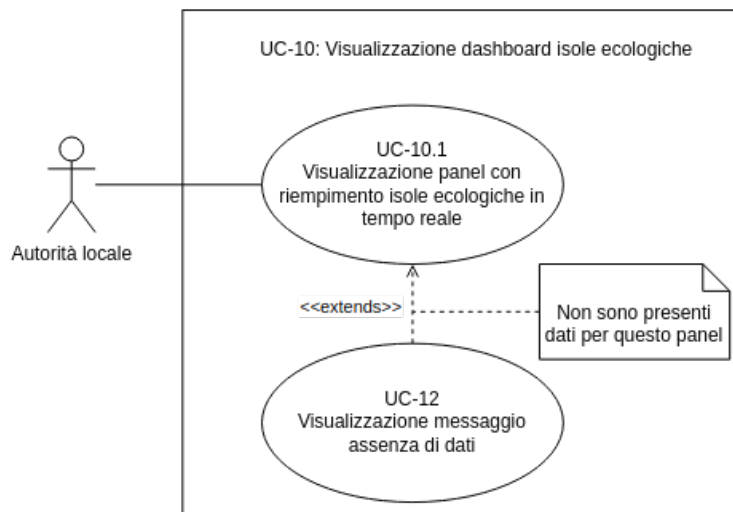 UC-10: Visualizzazione dashboard isole ecologiche
UC-10.1
Visualizzazione panel con
riempimento isole ecologiche in
tempo reale
Autorità locale
<<extends>>
Non sono presenti
dati per questo panel
UC-12
Visualizzazione messaggio
assenza di dati